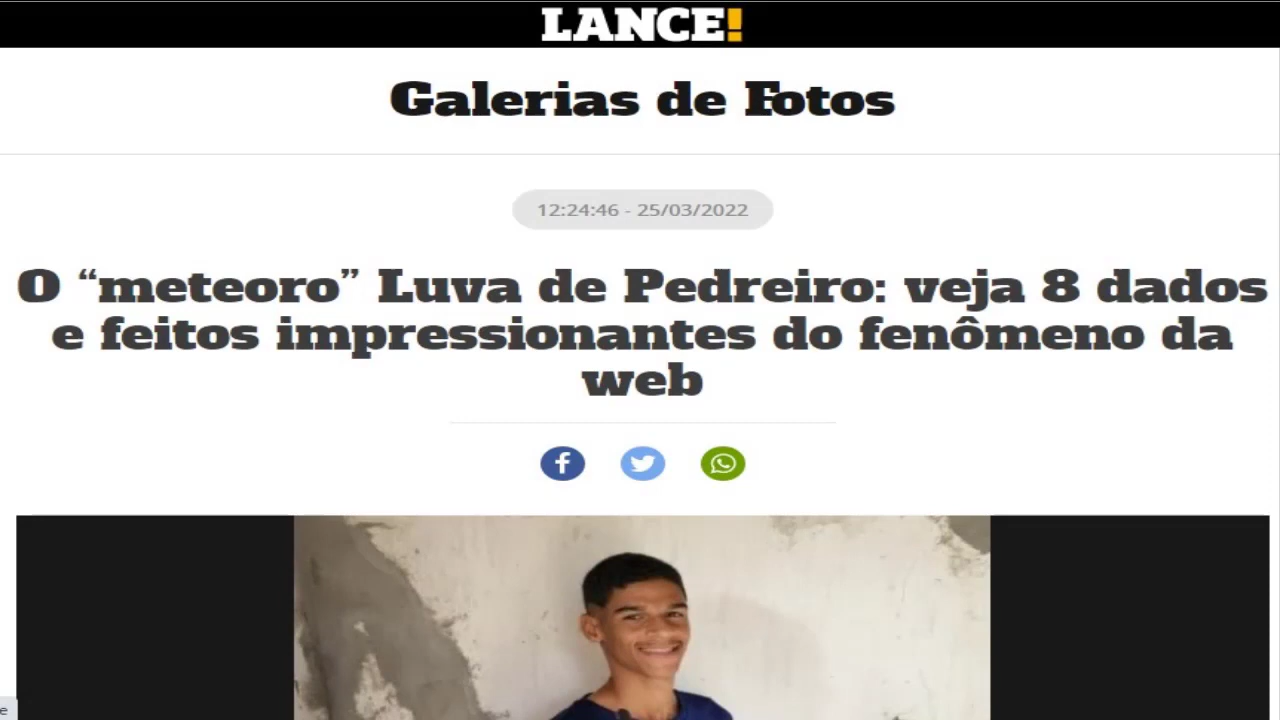 LANCE!
Galerias de Fotos
12:24:46 - 25/03/2022
O “meteoro” Luva de Pedreiro: veja 8 dados
e feitos impressionantes do fenômeno da
web
e